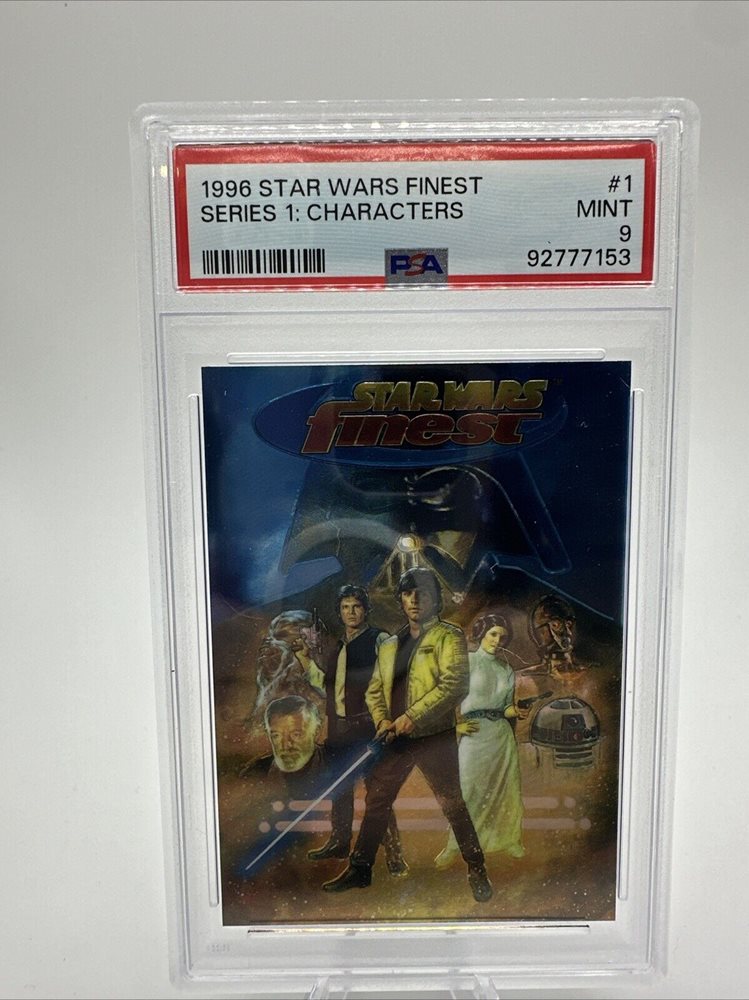 1996 STAR WARS FINEST #1
SERIES 1: CHARACTERS MINT
9
PSA 92777153
STAR WARS
finest